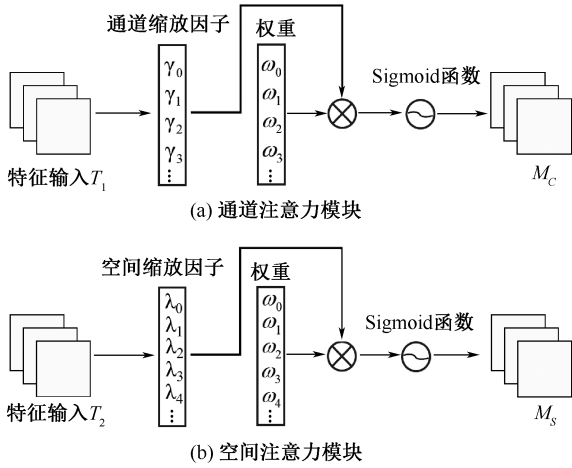 通道缩放因子 权重
γ₀ ω₀
Sigmoid函数
γ₁ ω₁
γ₂ ω₂
γ₃ ω₃
⋮ ⋮
特征输入T₁
M_C
(a) 通道注意力模块
空间缩放因子 权重
λ₀ ω₀
Sigmoid函数
λ₁ ω₁
λ₂ ω₂
λ₃ ω₃
λ₄ ω₄
⋮ ⋮
特征输入T₂
M_S
(b) 空间注意力模块